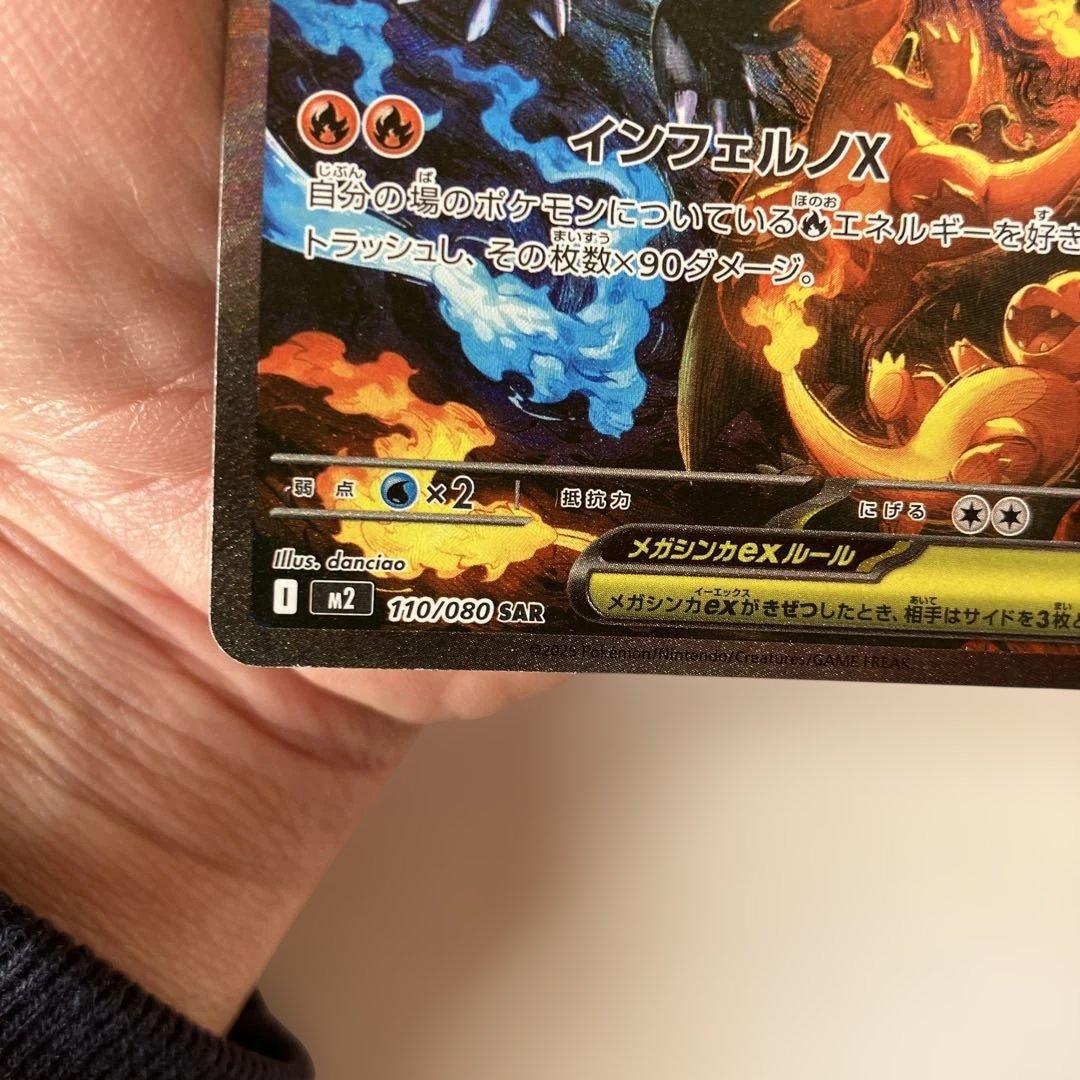 インフェルノX
自分の場のポケモンについているエネルギーを好き
トラッシュし、その枚数×90ダメージ。
弱点 ×2 抵抗力 にげる
メガシンカexルール
メガシンカexがきぜつしたとき、相手はサイドを3枚と
Illus. danciao
I M2 110/080 SAR
©2025 Pokémon/Nintendo/Creatures/GAME FREAK.